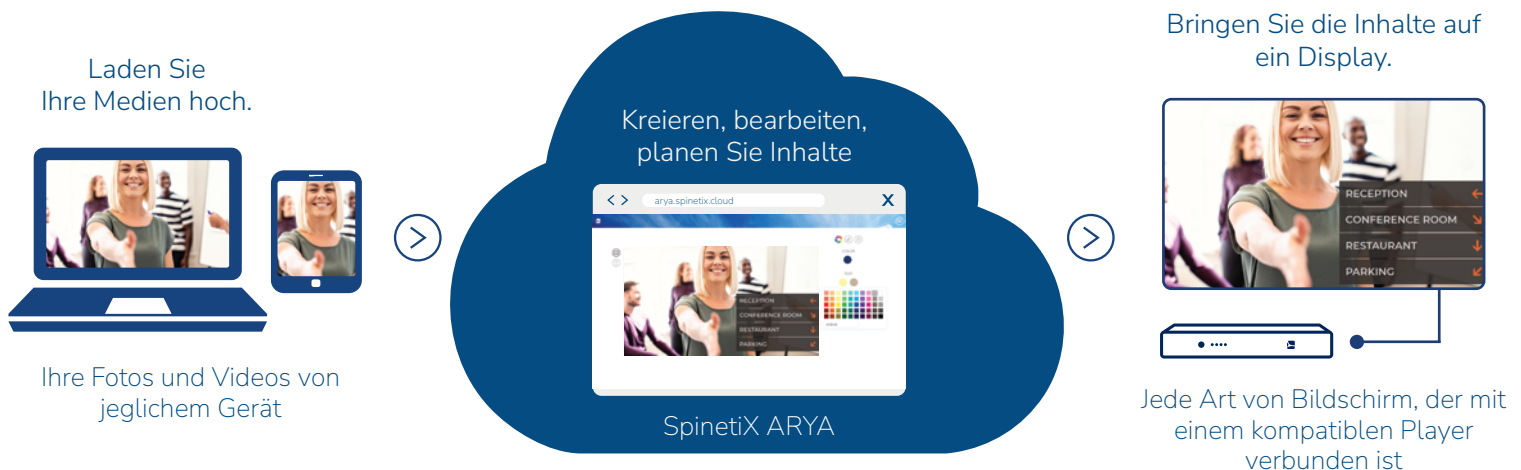 Laden Sie
Ihre Medien hoch.
Ihre Fotos und Videos von
jeglichem Gerät
Kreieren, bearbeiten,
planen Sie Inhalte
arya.spinetix.cloud
X
COLOR
RECEPTION
CONFERENCE ROOM
RESTAURANT
PARKING
SpinetiX ARYA
Bringen Sie die Inhalte auf
ein Display.
RECEPTION
CONFERENCE ROOM
RESTAURANT
PARKING
Jede Art von Bildschirm, der mit
einem kompatiblen Player
verbunden ist